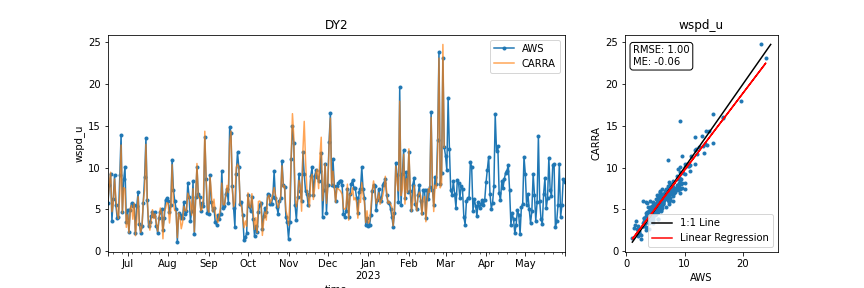 DY2
wspd_u
25
20
15
10
5
0
AWS
CARRA
Jul
Aug
Sep
Oct
Nov
Dec
Jan
2023
Feb
Mar
Apr
May
time
wspd_u
CARRA
25
20
15
10
5
0
RMSE: 1.00
ME: -0.06
1:1 Line
Linear Regression
0
10
20
AWS